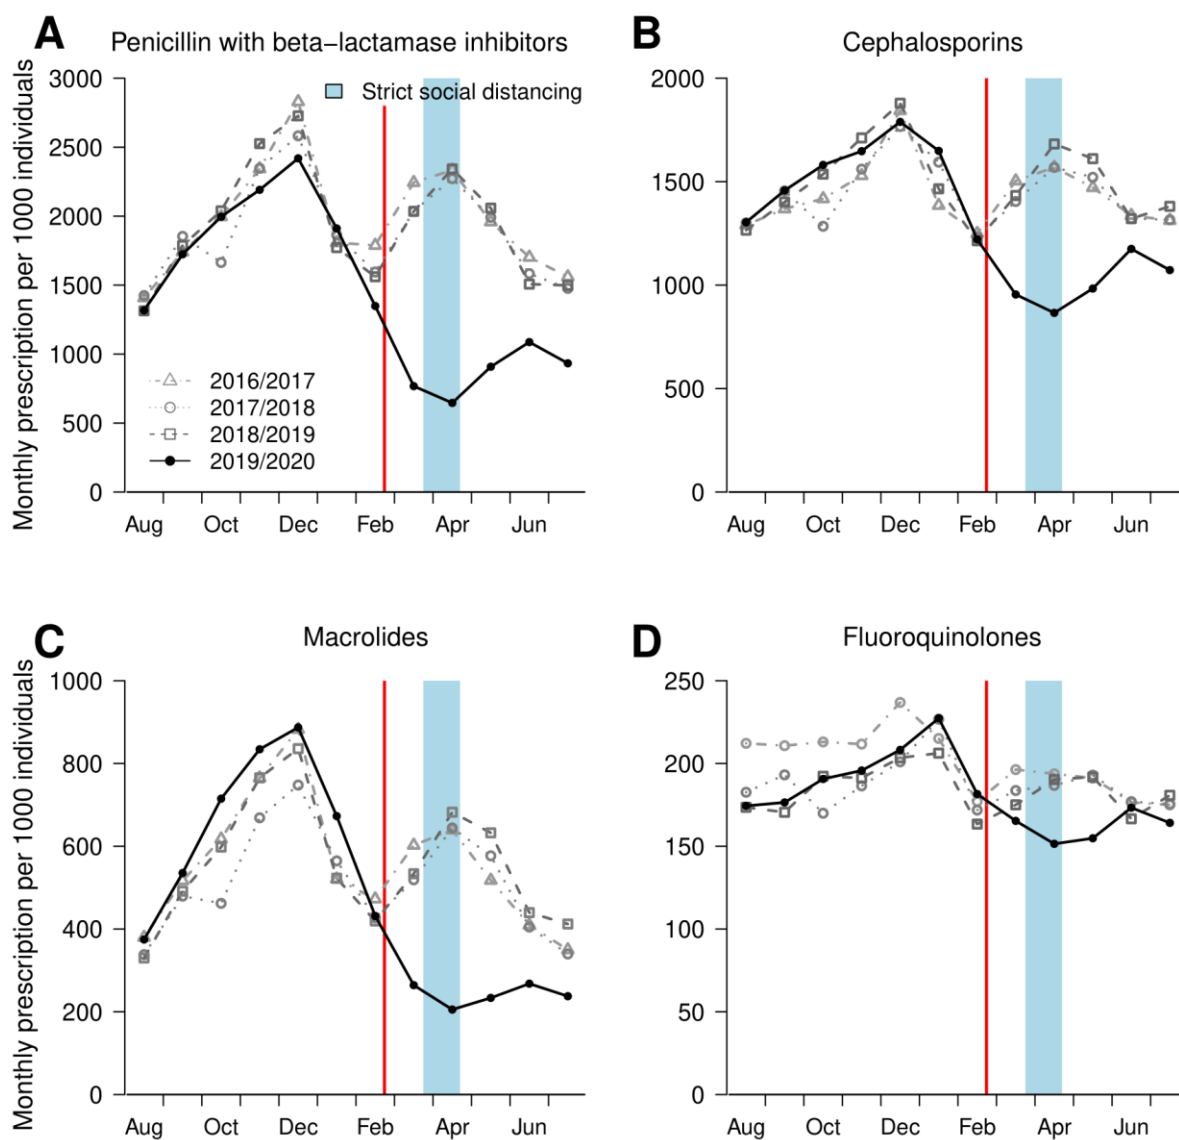 A Penicillin with beta−lactamase inhibitors
Monthly prescription per 1000 individuals
3000
2500
2000
1500
1000
500
0
Strict social distancing
2016/2017
2017/2018
2018/2019
2019/2020
Aug Oct Dec Feb Apr Jun
B Cephalosporins
2000
1500
1000
500
0
Aug Oct Dec Feb Apr Jun
C Macrolides
Monthly prescription per 1000 individuals
1000
800
600
400
200
0
Aug Oct Dec Feb Apr Jun
D Fluoroquinolones
250
200
150
100
50
0
Aug Oct Dec Feb Apr Jun